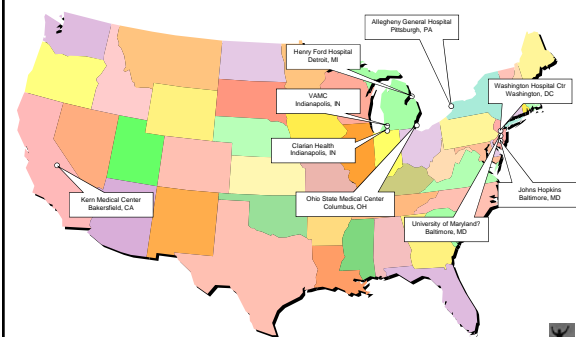 Allegheny General Hospital
Pittsburgh, PA
Henry Ford Hospital
Detroit, MI
Washington Hospital Ctr
Washington, DC
VAMC
Indianapolis, IN
Clarian Health
Indianapolis, IN
Kern Medical Center
Bakersfield, CA
Ohio State Medical Center
Columbus, OH
Johns Hopkins
Baltimore, MD
University of Maryland?
Baltimore, MD